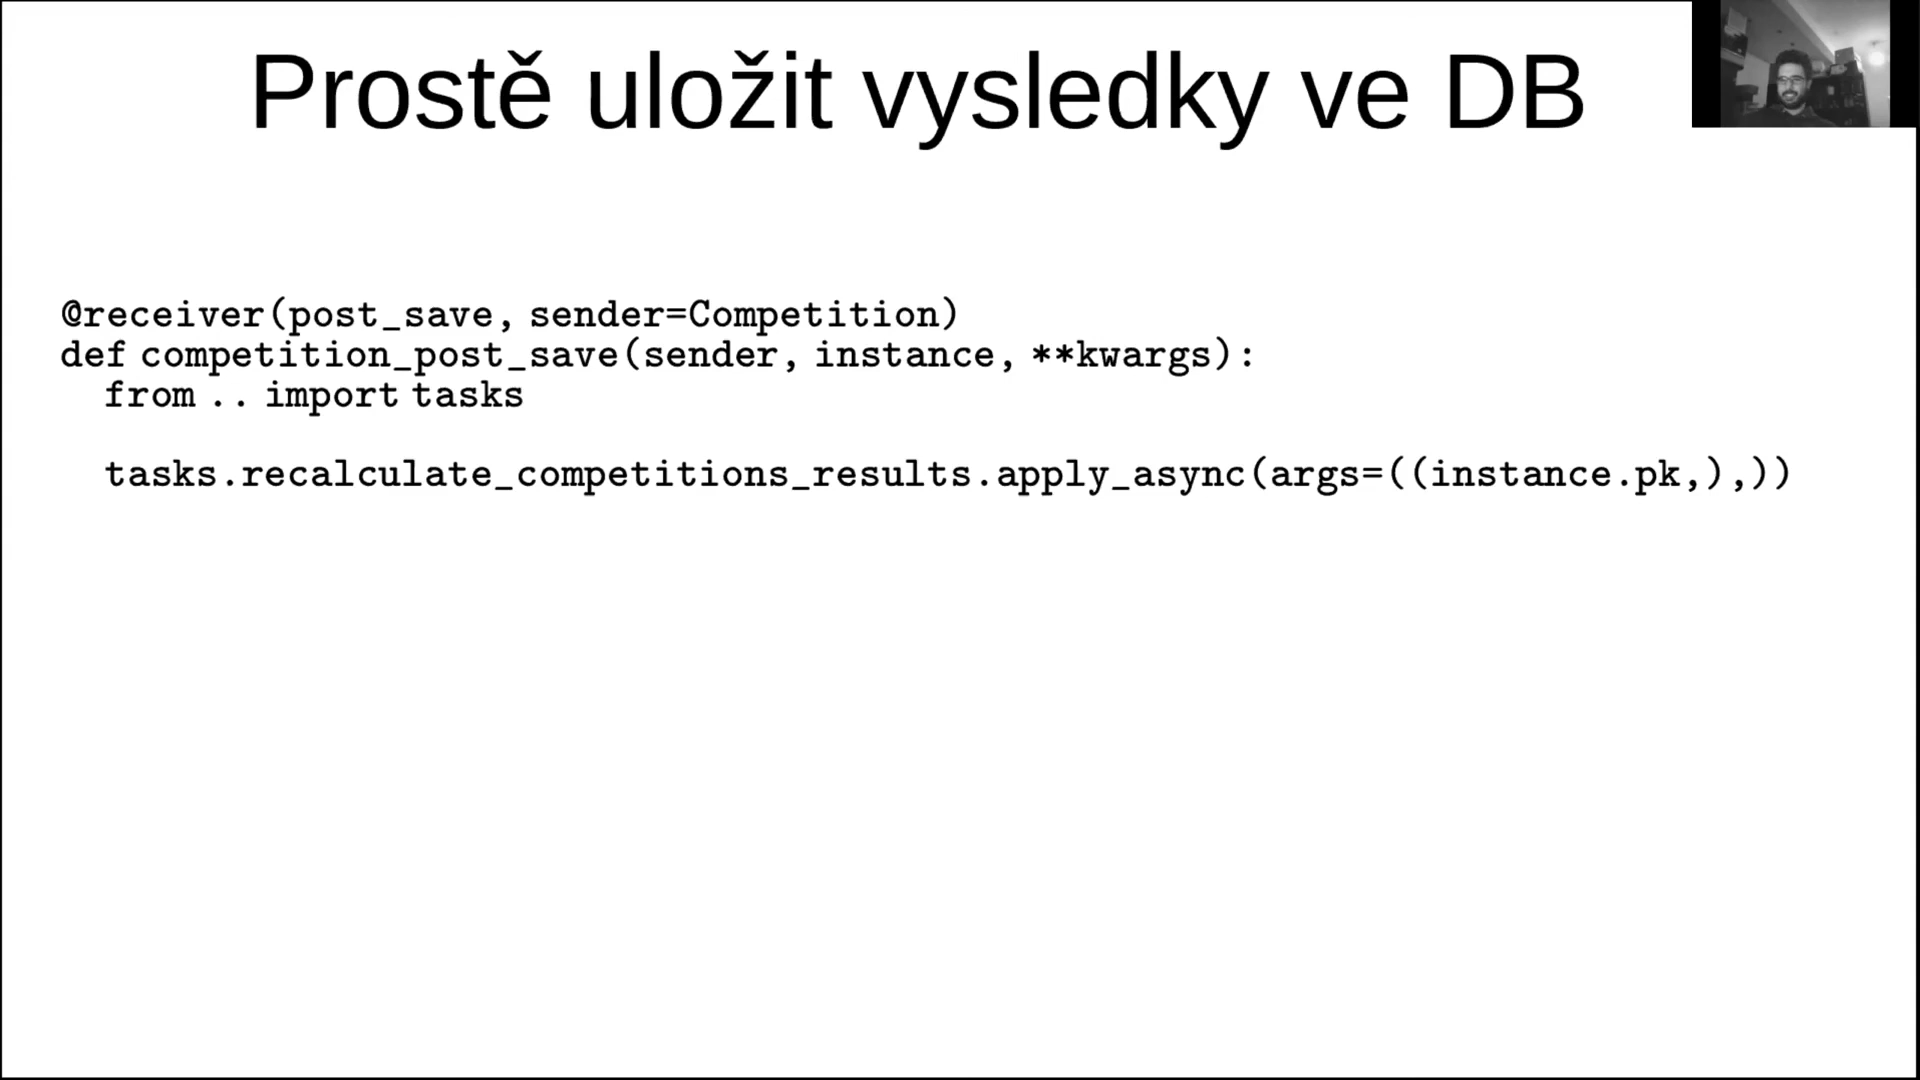 Prostě uložit vysledky ve DB
@receiver(post_save, sender=Competition)
def competition_post_save(sender, instance, **kwargs):
from .. import tasks
tasks.recalculate_competitions_results.apply_async(args=((instance.pk,),))